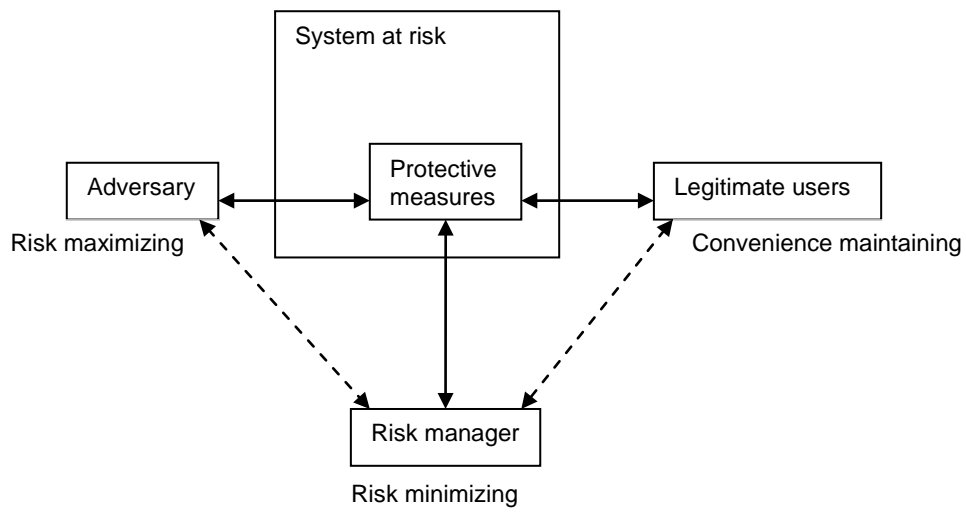 System at risk
Adversary
Protective
measures
Legitimate users
Risk maximizing
Convenience maintaining
Risk manager
Risk minimizing